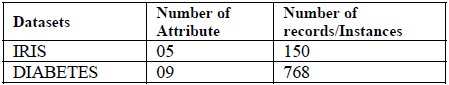 Datasets Number of Attribute Number of records/Instances
IRIS 05 150
DIABETES 09 768